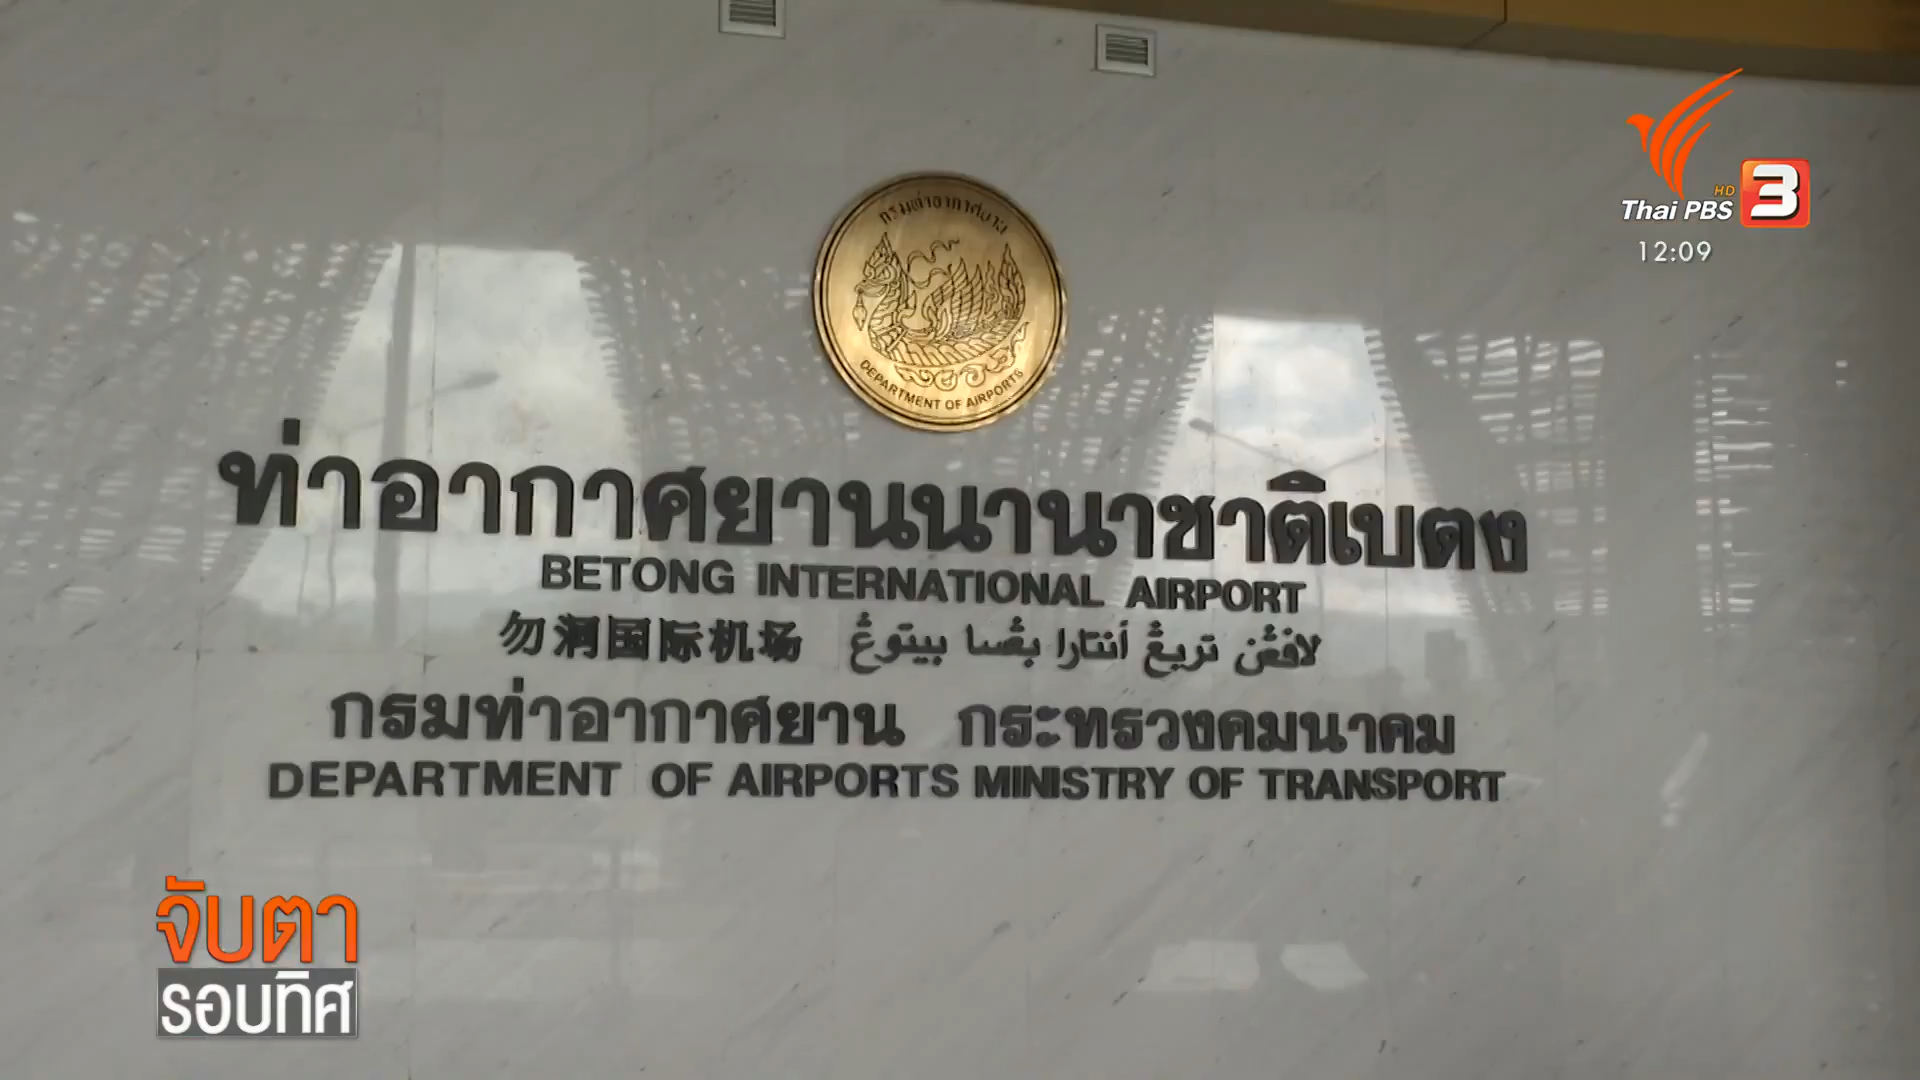 HD
Thai PBS 3
12:09
กรมท่าอากาศยาน
DEPARTMENT OF AIRPORTS
ท่าอากาศยานนานาชาติเบตง
BETONG INTERNATIONAL AIRPORT
勿洞国际机场 لاڤڠن تربڠ أنتارا بڠسا بيتوڠ
กรมท่าอากาศยาน กระทรวงคมนาคม
DEPARTMENT OF AIRPORTS MINISTRY OF TRANSPORT
จับตา
รอบทิศ